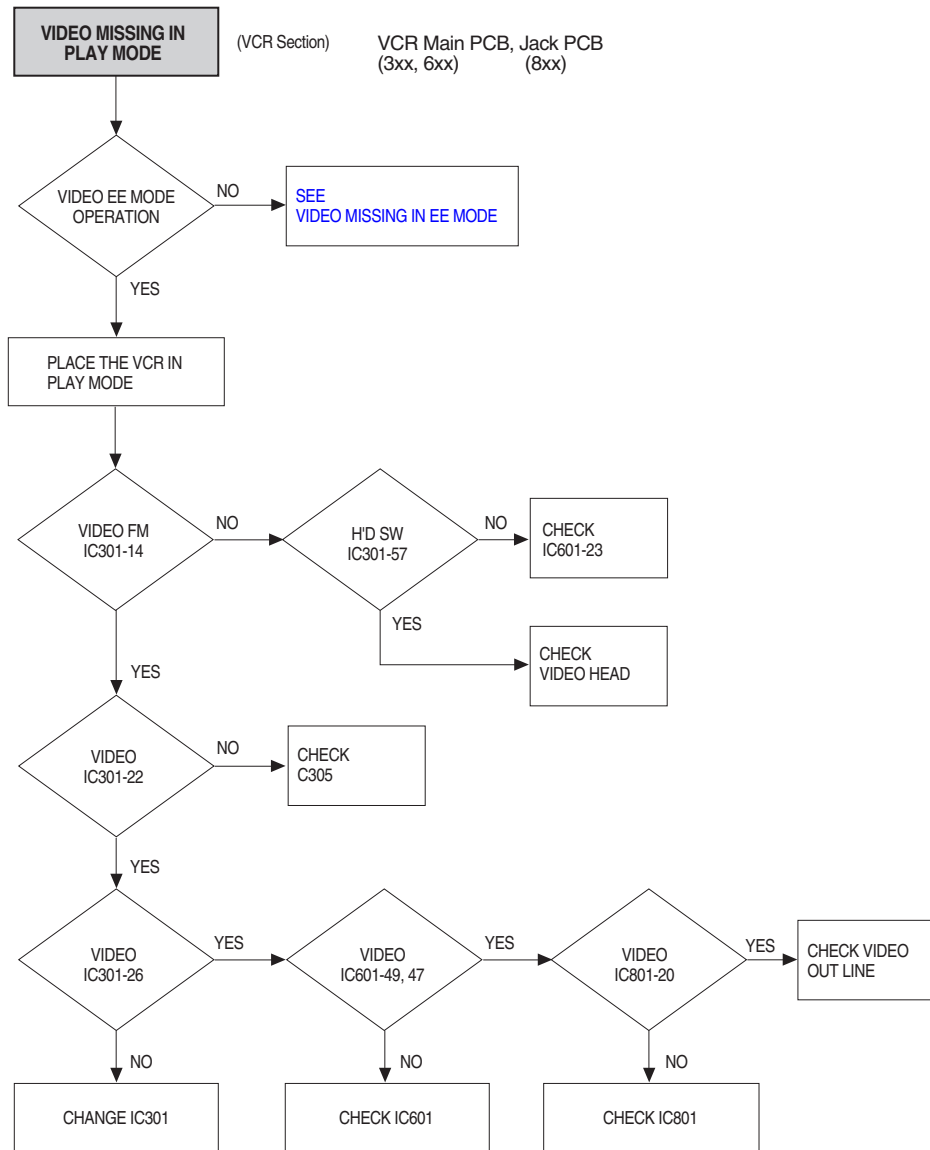 VIDEO MISSING IN
PLAY MODE
(VCR Section)
VCR Main PCB, Jack PCB
(3xx, 6xx) (8xx)
VIDEO EE MODE
OPERATION
NO
SEE
VIDEO MISSING IN EE MODE
YES
PLACE THE VCR IN
PLAY MODE
VIDEO FM
IC301-14
NO
H'D SW
IC301-57
NO
CHECK
IC601-23
YES
CHECK
VIDEO HEAD
YES
VIDEO
IC301-22
NO
CHECK
C305
YES
VIDEO
IC301-26
YES
VIDEO
IC601-49, 47
YES
VIDEO
IC801-20
YES
CHECK VIDEO
OUT LINE
NO
NO
NO
CHANGE IC301
CHECK IC601
CHECK IC801